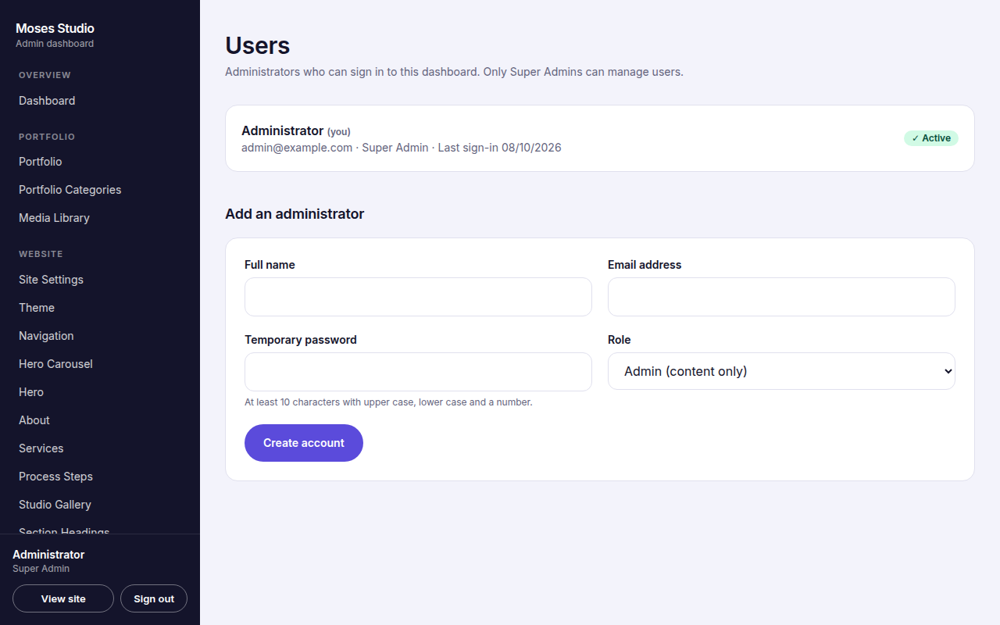 Moses Studio
Admin dashboard
OVERVIEW
Dashboard
PORTFOLIO
Portfolio
Portfolio Categories
Media Library
WEBSITE
Site Settings
Theme
Navigation
Hero Carousel
Hero
About
Services
Process Steps
Studio Gallery
Section Headings
Administrator
Super Admin
View site
Sign out
Users
Administrators who can sign in to this dashboard. Only Super Admins can manage users.
Administrator (you)
admin@example.com · Super Admin · Last sign-in 08/10/2026
✓ Active
Add an administrator
Full name
Email address
Temporary password
Role
Admin (content only)
At least 10 characters with upper case, lower case and a number.
Create account